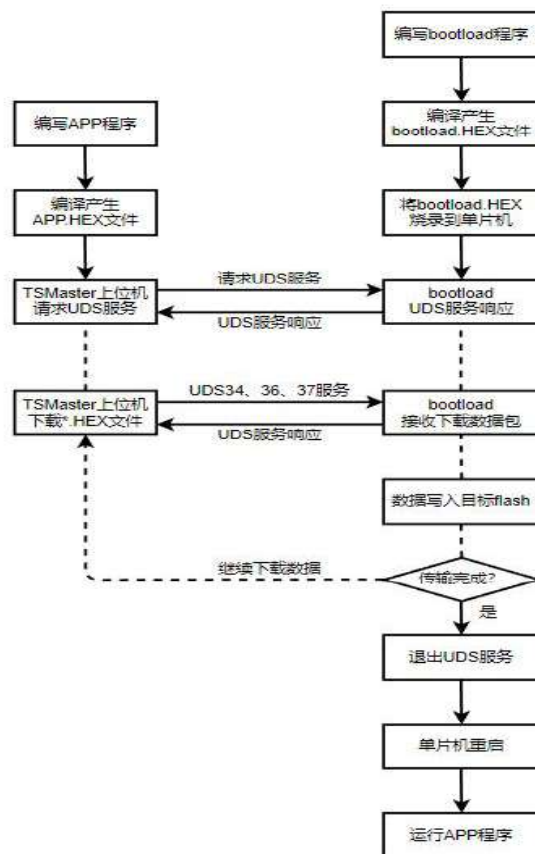 编写bootload程序
编写APP程序
编译产生
bootload.HEX文件
编译产生
APP.HEX文件
将bootload.HEX
烧录到单片机
TSMaster上位机
请求UDS服务
请求UDS服务
UDS服务响应
bootload
UDS服务响应
TSMaster上位机
下载*.HEX文件
UDS34、36、37服务
UDS服务响应
bootload
接收下载数据包
数据写入目标flash
继续下载数据
传输完成?
是
退出UDS服务
单片机重启
运行APP程序